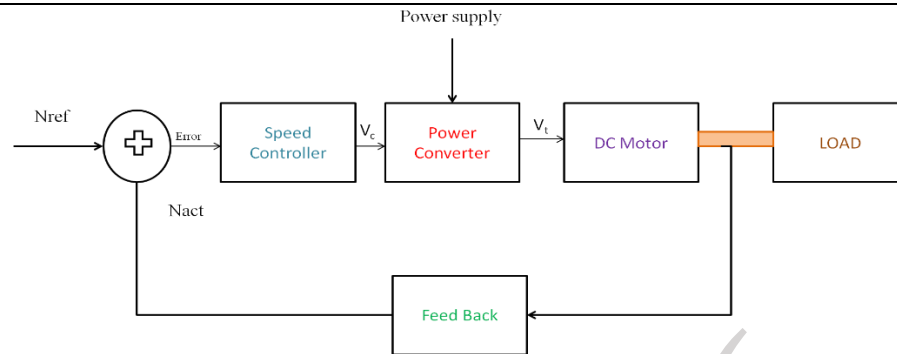 Power supply
Nref
Error
Speed
Controller
Vc
Power
Converter
Vt
DC Motor
LOAD
Nact
Feed Back